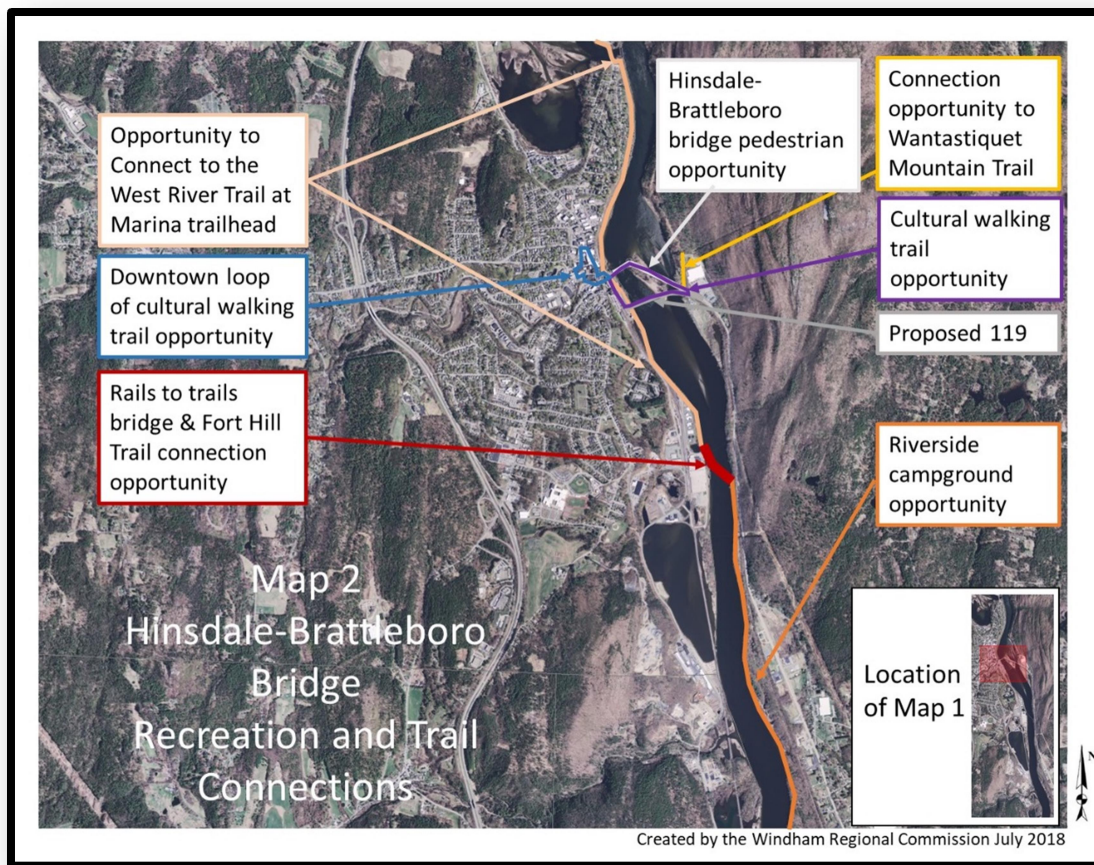 Opportunity to
Connect to the
West River Trail at
Marina trailhead
Downtown loop
of cultural walking
trail opportunity
Rails to trails
bridge & Fort Hill
Trail connection
opportunity
Hinsdale-
Brattleboro
bridge pedestrian
opportunity
Connection
opportunity to
Wantastiquet
Mountain Trail
Cultural walking
trail
opportunity
Proposed 119
Riverside
campground
opportunity
Map 2
Hinsdale-Brattleboro
Bridge
Recreation and Trail
Connections
Location
of Map 1
N
Created by the Windham Regional Commission July 2018